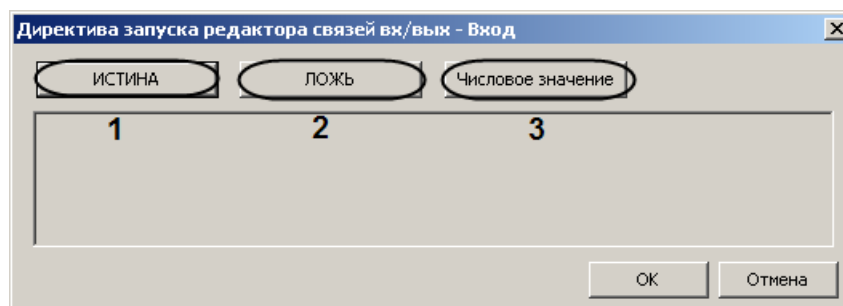 Директива запуска редактора связей вх/вых - Вход
ИСТИНА ЛОЖЬ Числовое значение
1 2 3
OK Отмена